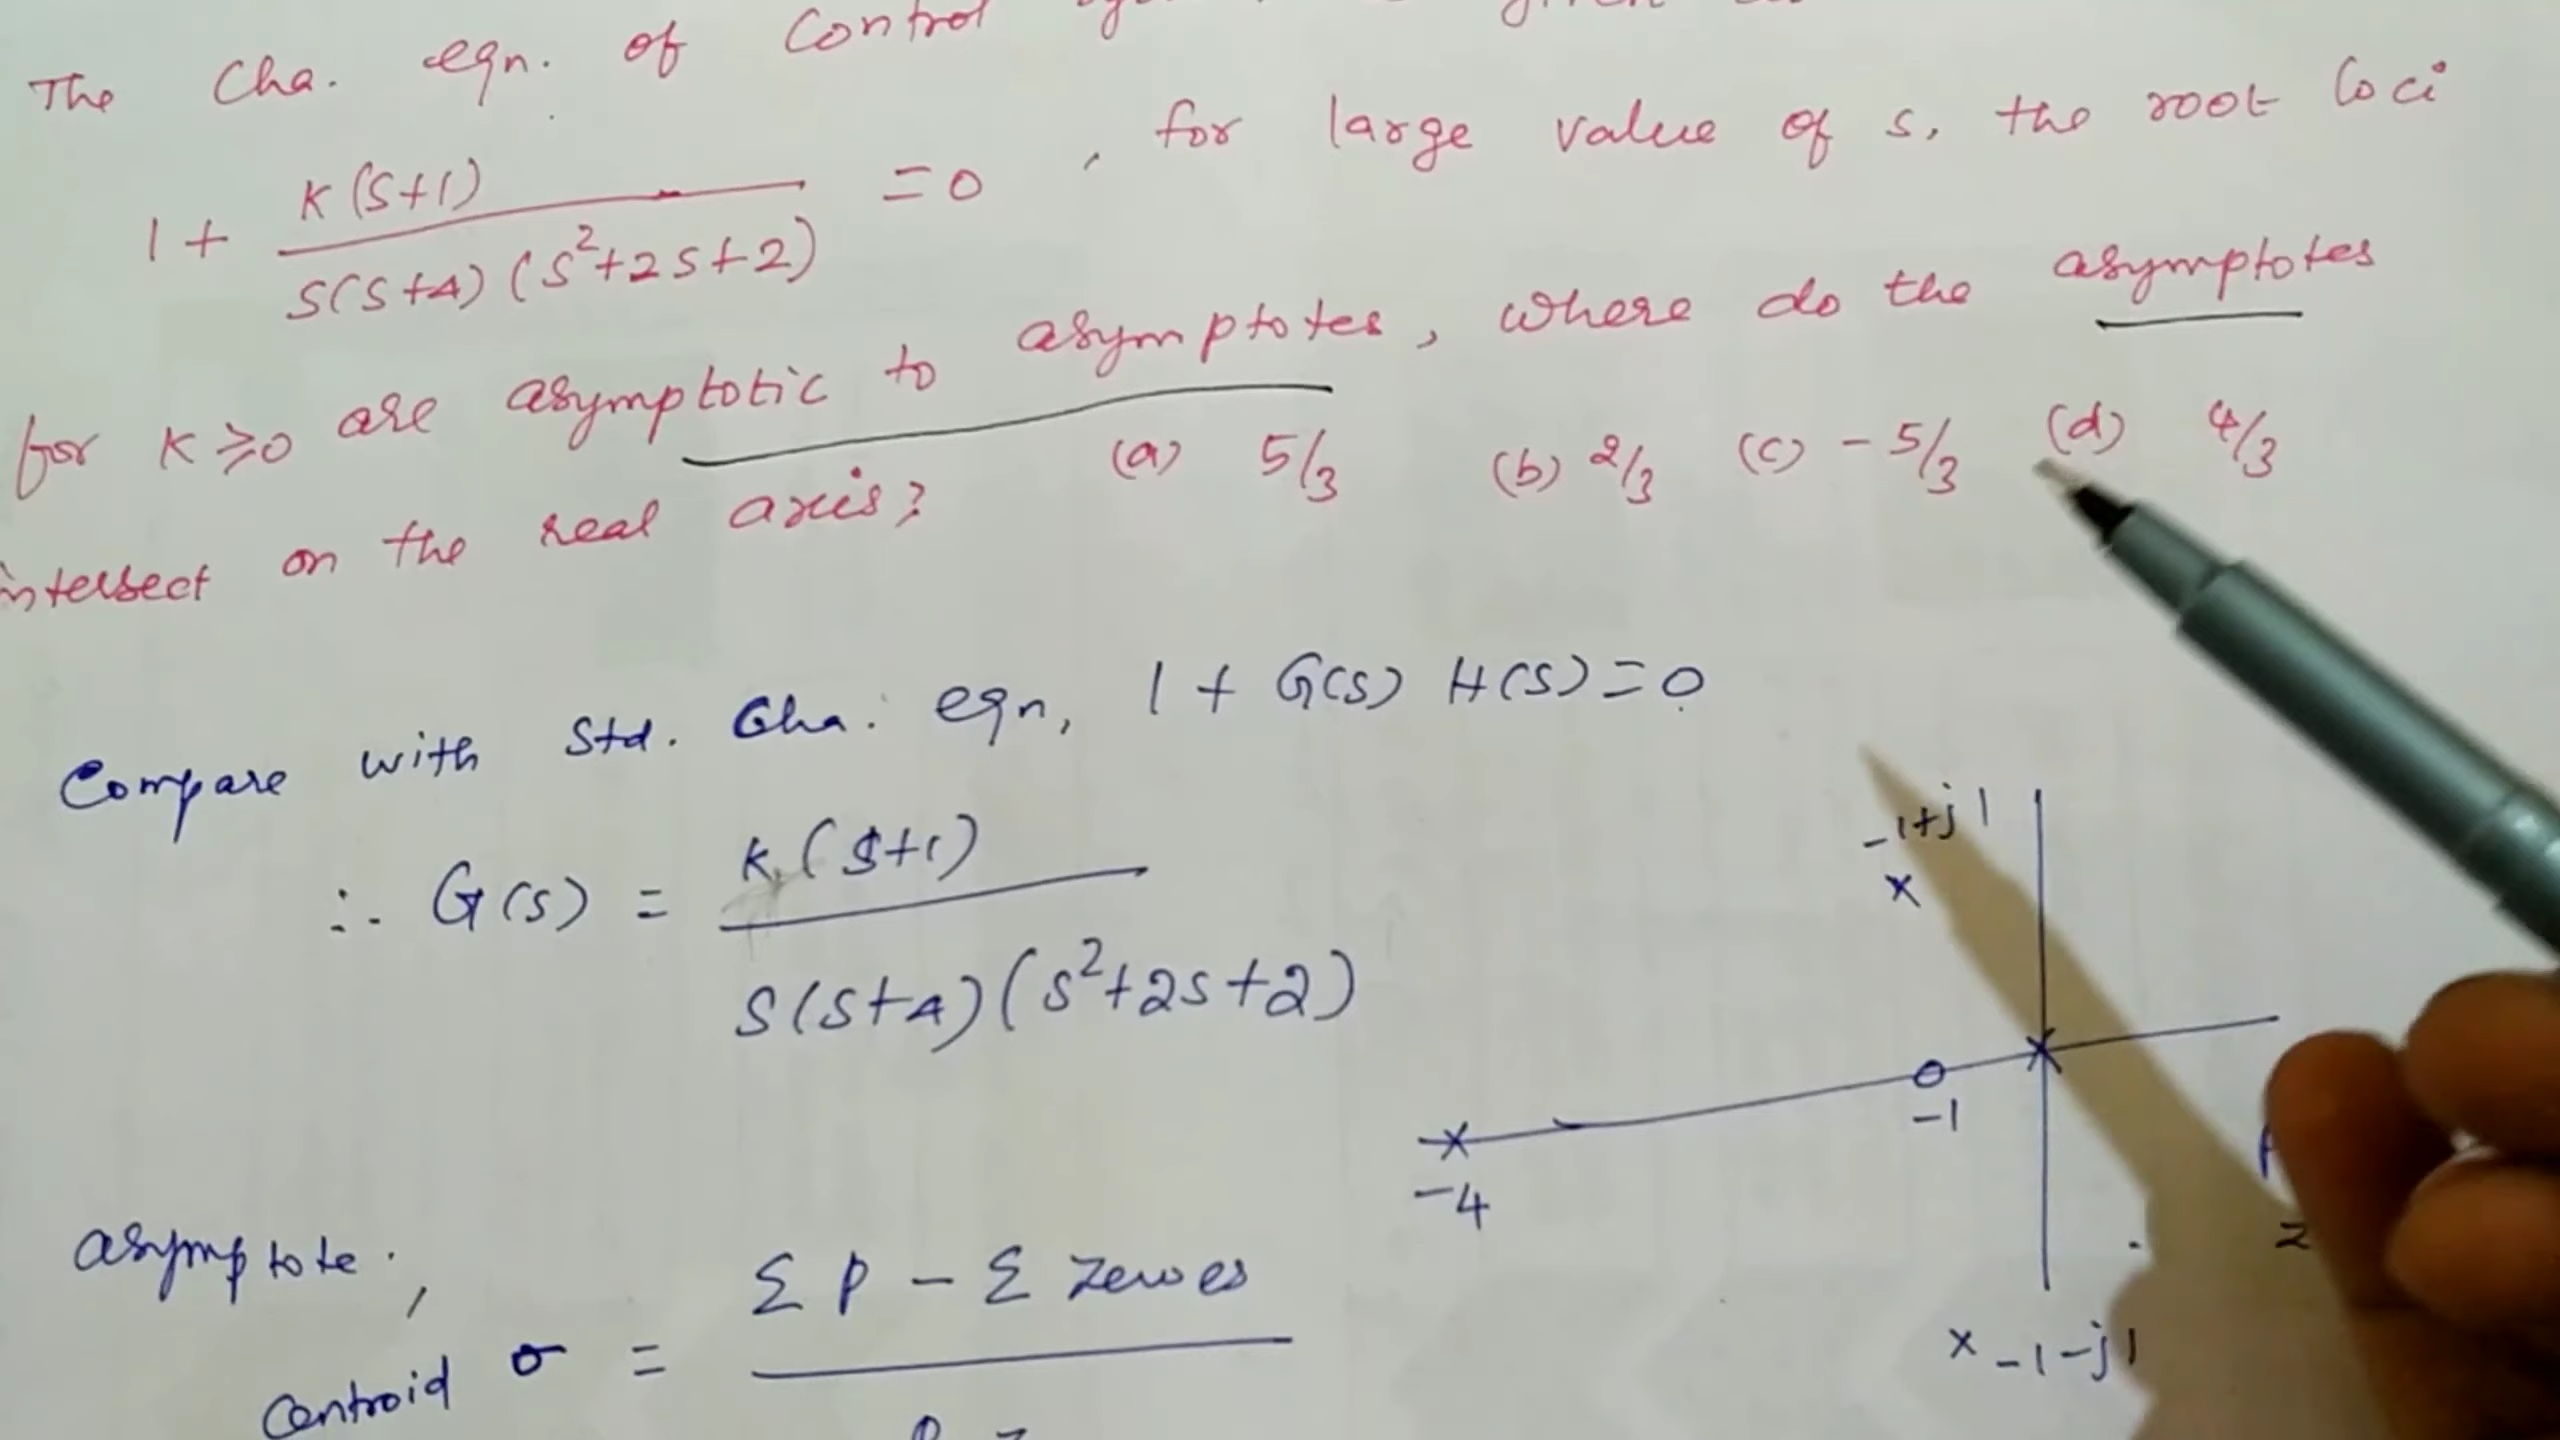 The Cha. eqn. of Control given
1 + K(S+1) / S(S+4)(S²+2S+2) = 0, for large value of s, the root loci
for K ≥ 0 are asymptotic to asymptotes, where do the asymptotes
intersect on the real axis? (a) 5/3 (b) 2/3 (c) -5/3 (d) 4/3
Compare with Std. Cha. eqn, 1 + G(s) H(s) = 0
∴ G(s) = K(S+1) / S(S+4)(S²+2S+2)
-1+j1
x
-1
-4
x -1-j1
asymptote,
Centroid σ = Σ P - Σ Zeroes